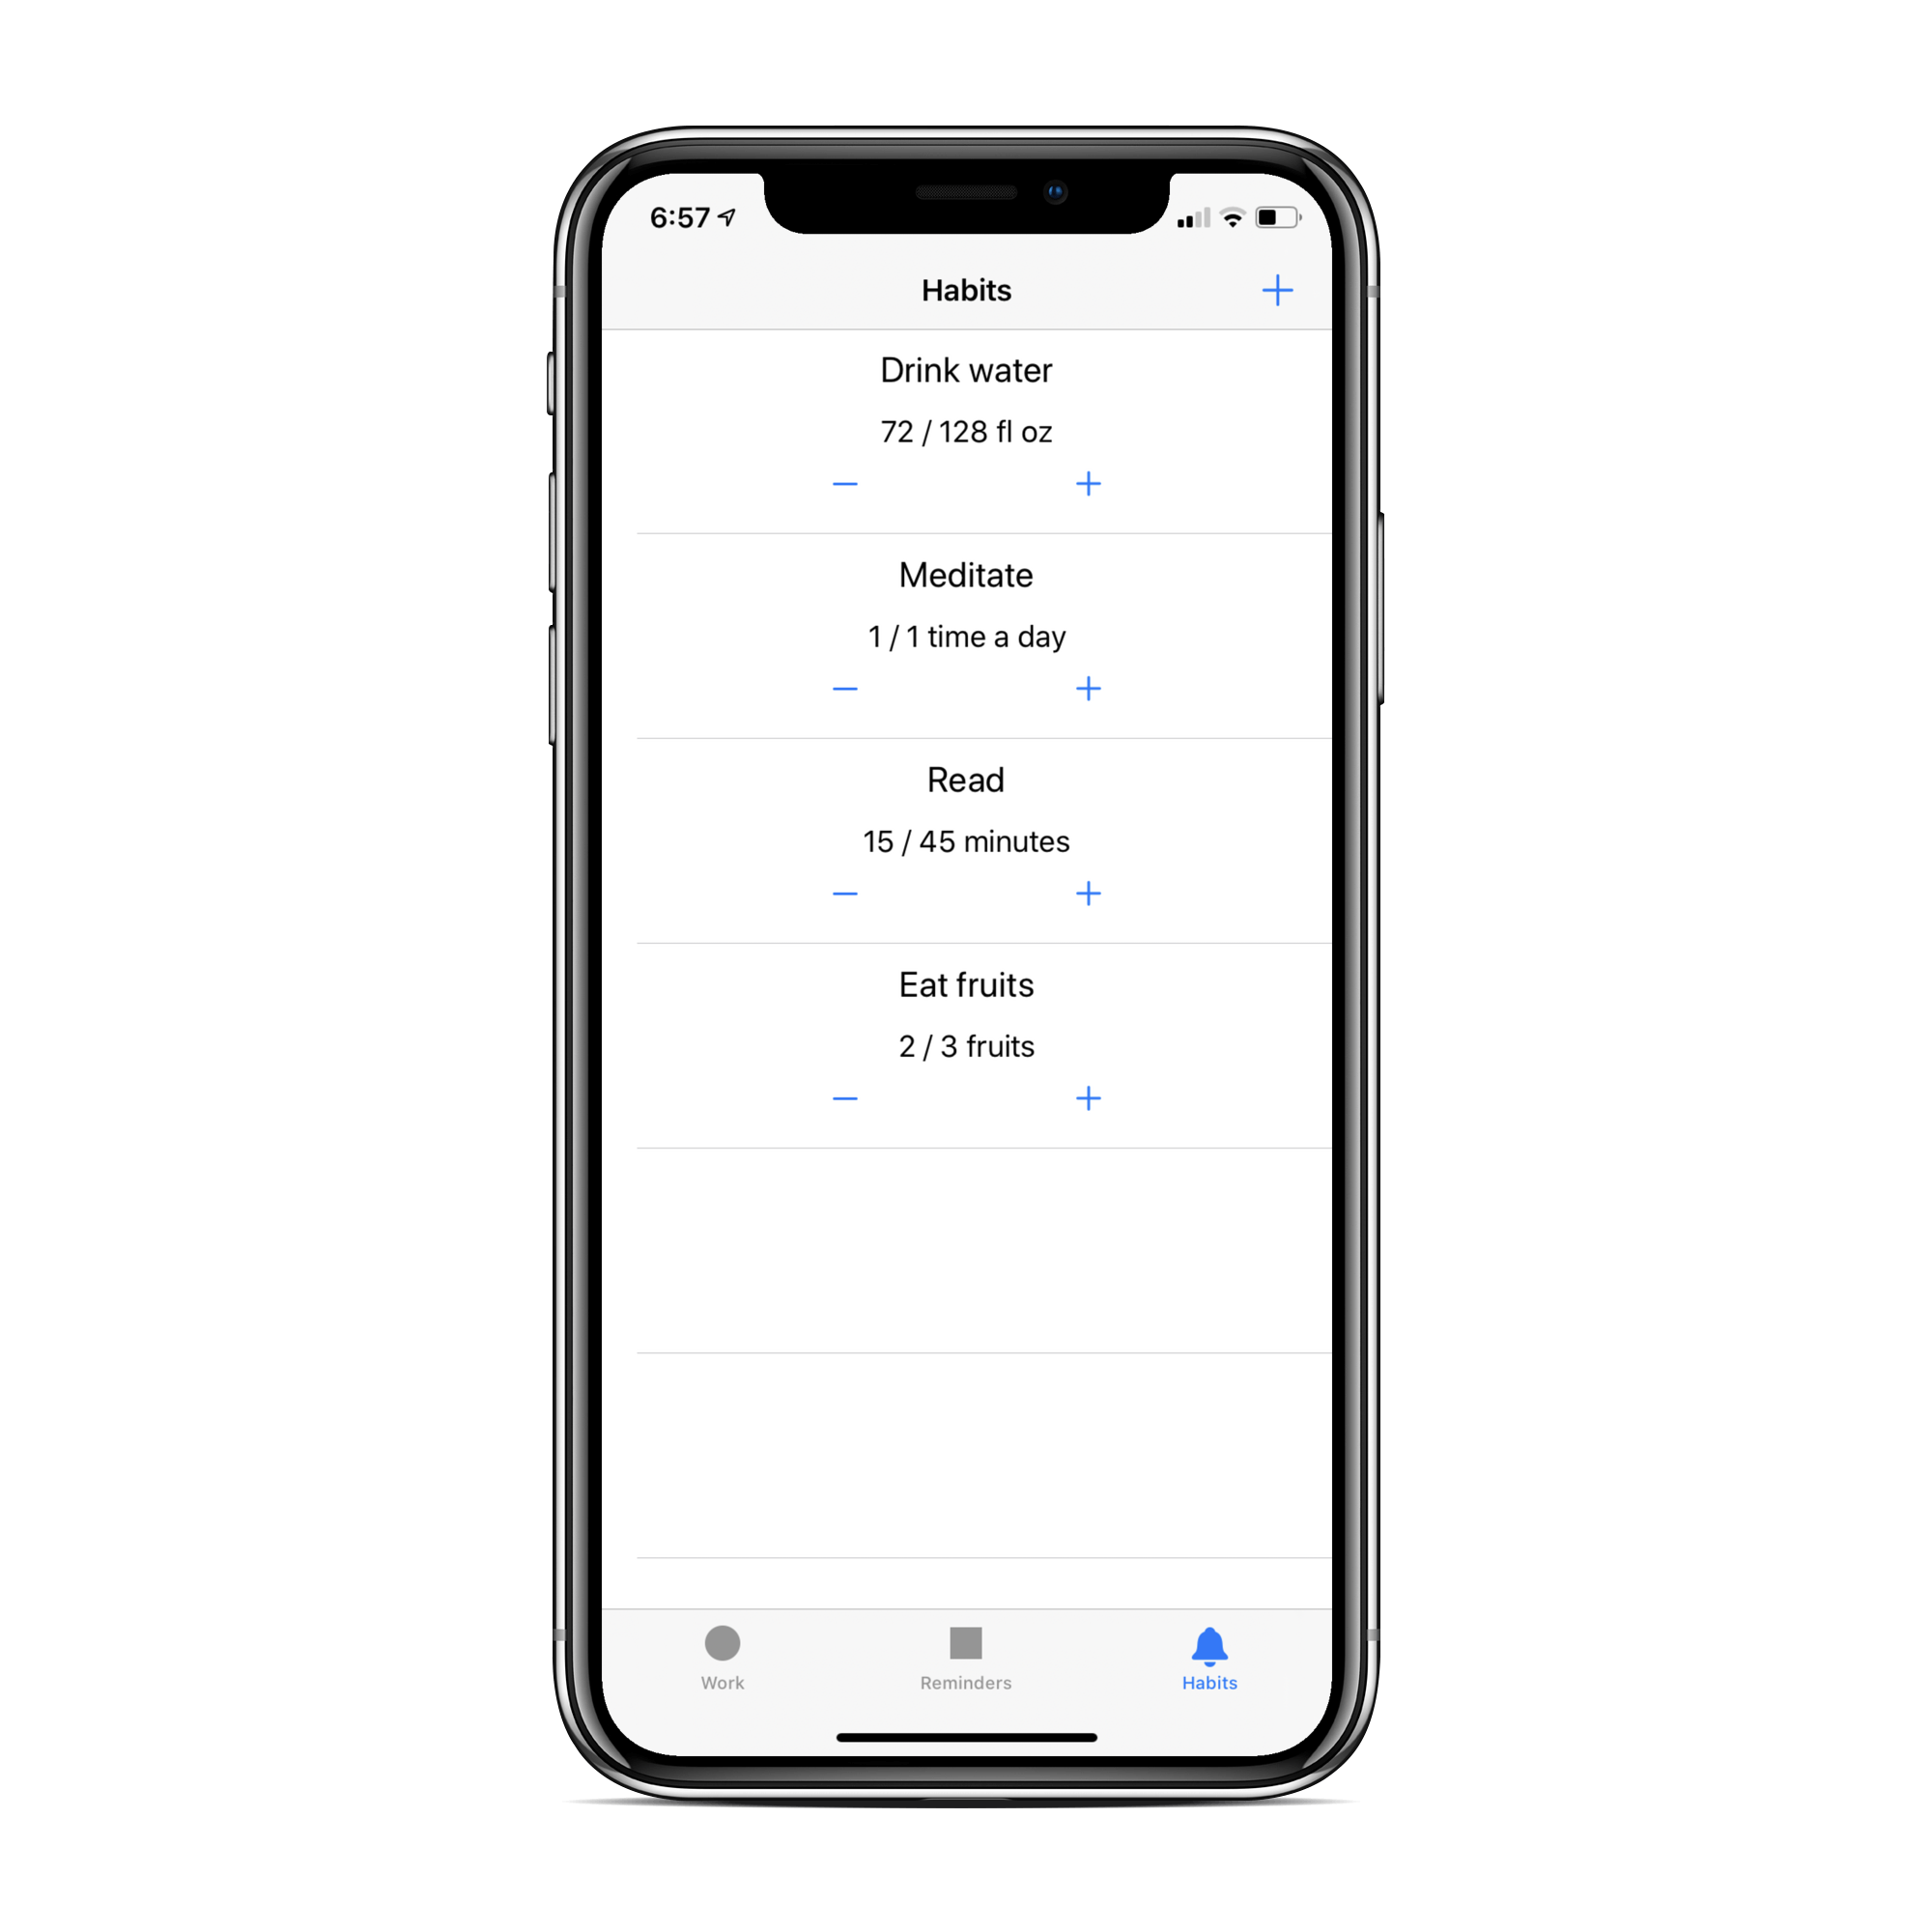 6:57
Habits
Drink water
72 / 128 fl oz
Meditate
1 / 1 time a day
Read
15 / 45 minutes
Eat fruits
2 / 3 fruits
Work
Reminders
Habits